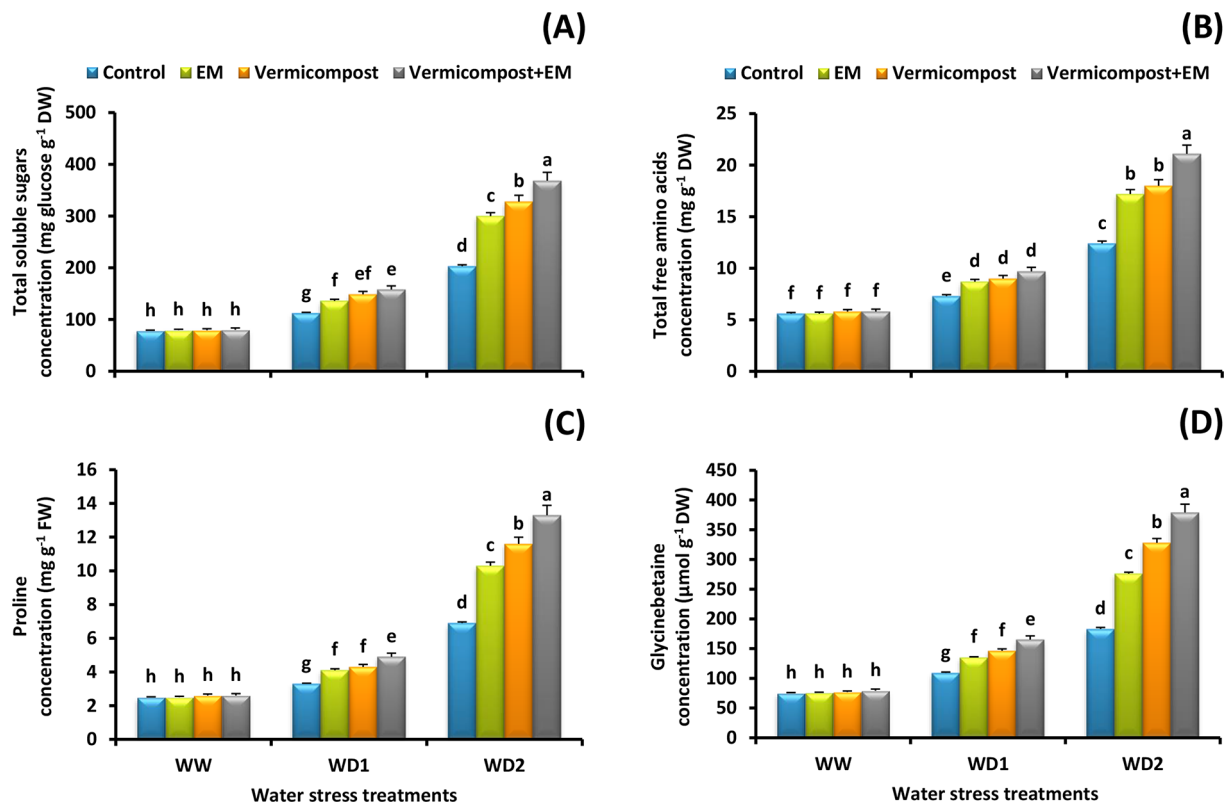 (A)
Control EM Vermicompost Vermicompost+EM
Total soluble sugars
concentration (mg glucose g-1 DW)
500
400
300
200
100
0
h h h h
g f ef e
d c b a
(B)
Control EM Vermicompost Vermicompost+EM
Total free amino acids
concentration (mg g-1 DW)
25
20
15
10
5
0
f f f f
e d d d
c b b a
(C)
Proline
concentration (mg g-1 FW)
16
14
12
10
8
6
4
2
0
h h h h
g f f e
d c b a
WW WD1 WD2
Water stress treatments
(D)
Glycinebetaine
concentration (µmol g-1 DW)
450
400
350
300
250
200
150
100
50
0
h h h h
g f f e
d c b a
WW WD1 WD2
Water stress treatments